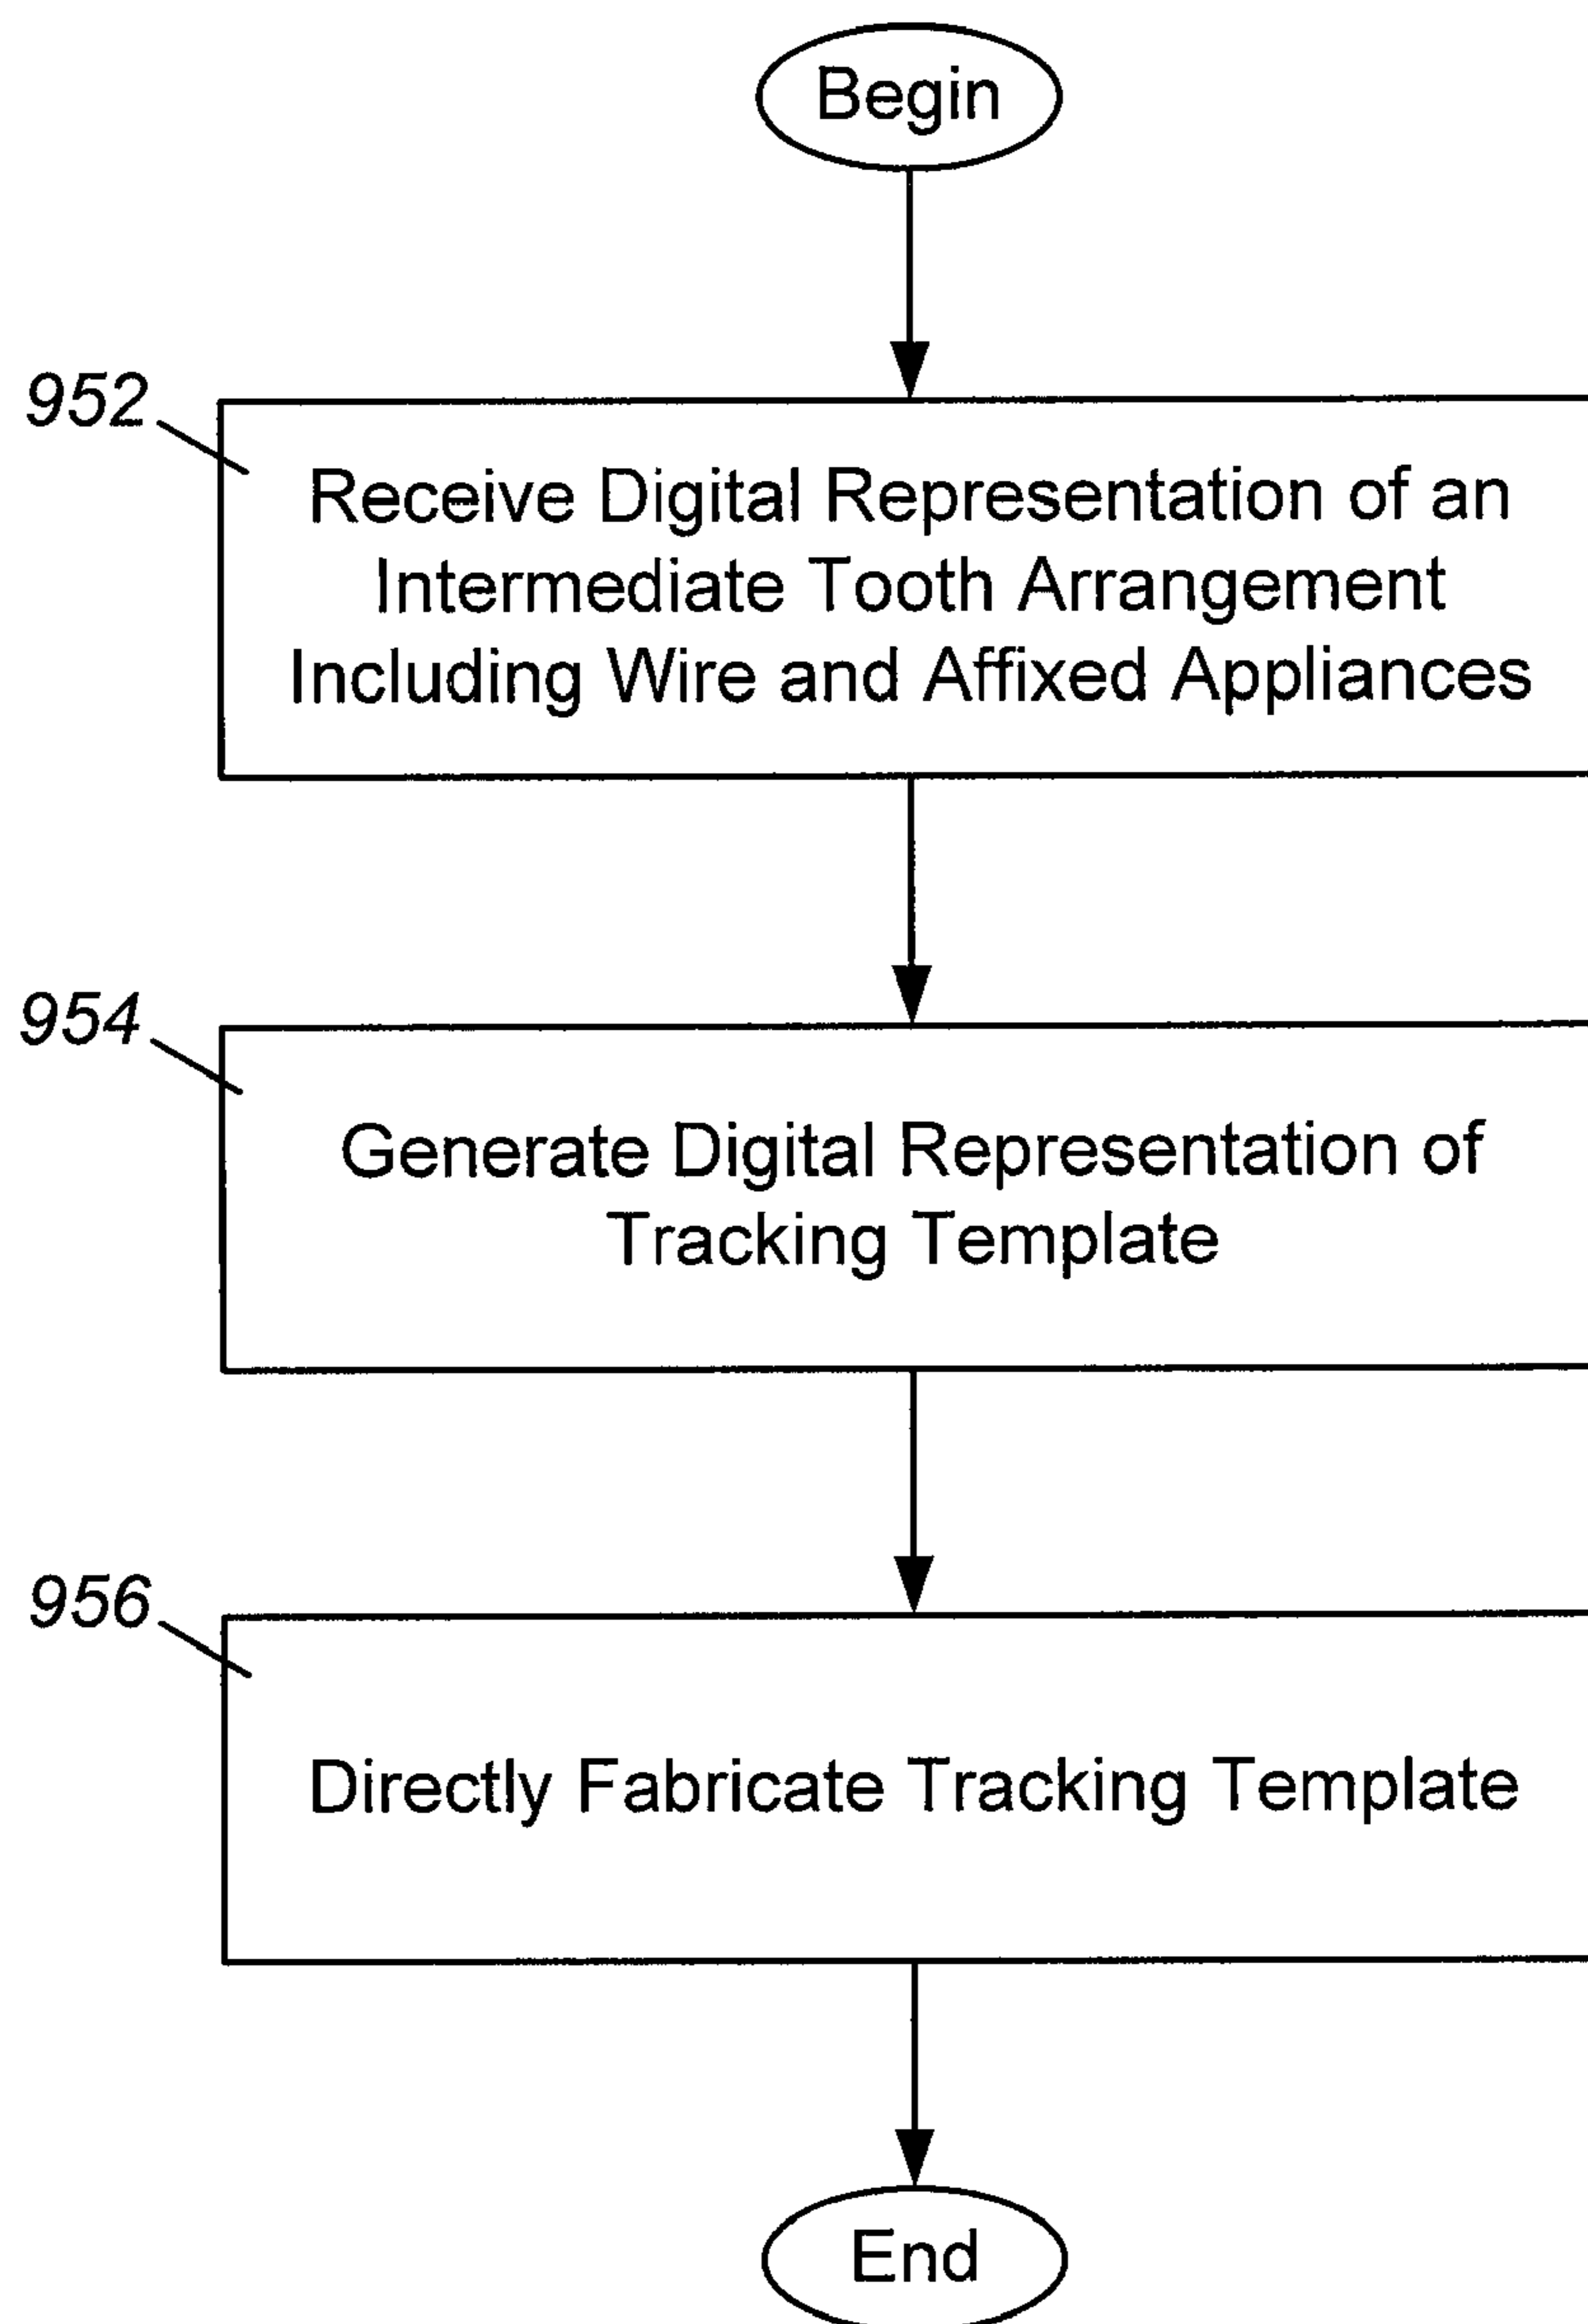 Begin
952
Receive Digital Representation of an
Intermediate Tooth Arrangement
Including Wire and Affixed Appliances
954
Generate Digital Representation of
Tracking Template
956
Directly Fabricate Tracking Template
End